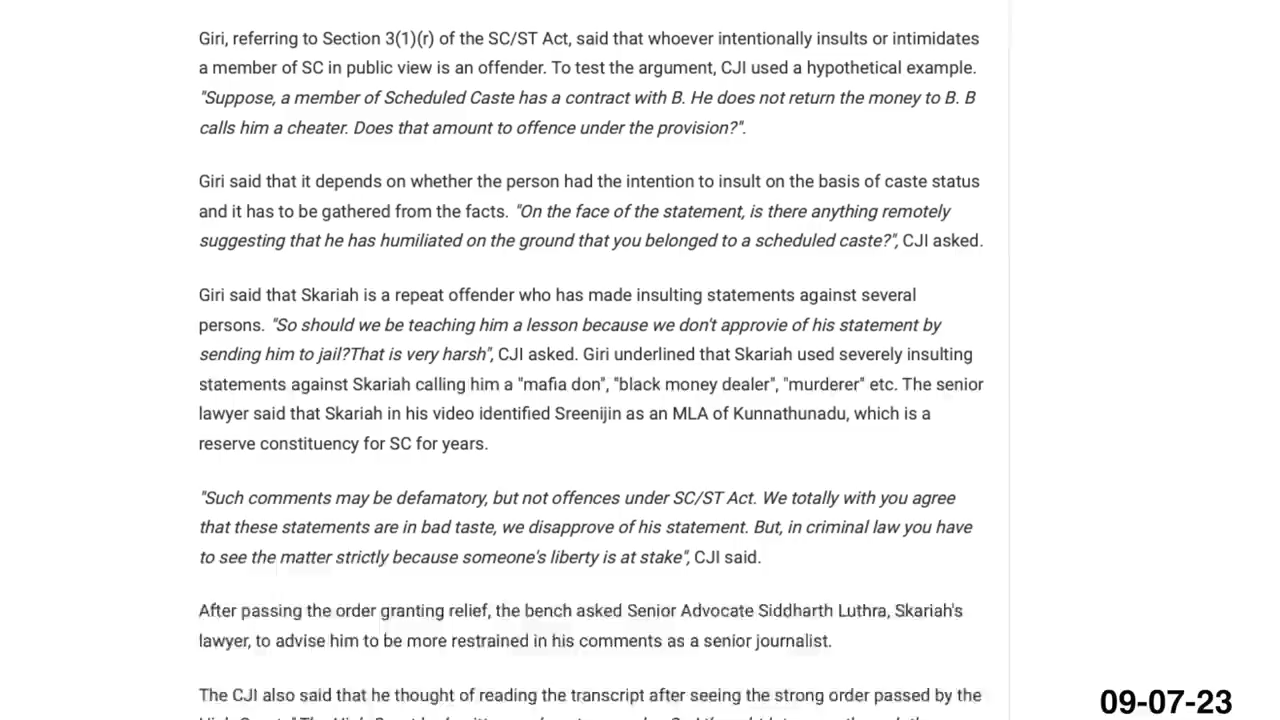 Giri, referring to Section 3(1)(r) of the SC/ST Act, said that whoever intentionally insults or intimidates
a member of SC in public view is an offender. To test the argument, CJI used a hypothetical example.
"Suppose, a member of Scheduled Caste has a contract with B. He does not return the money to B. B
calls him a cheater. Does that amount to offence under the provision?".
Giri said that it depends on whether the person had the intention to insult on the basis of caste status
and it has to be gathered from the facts. "On the face of the statement, is there anything remotely
suggesting that he has humiliated on the ground that you belonged to a scheduled caste?", CJI asked.
Giri said that Skariah is a repeat offender who has made insulting statements against several
persons. "So should we be teaching him a lesson because we don't approvie of his statement by
sending him to jail?That is very harsh", CJI asked. Giri underlined that Skariah used severely insulting
statements against Skariah calling him a "mafia don", "black money dealer", "murderer" etc. The senior
lawyer said that Skariah in his video identified Sreenijin as an MLA of Kunnathunadu, which is a
reserve constituency for SC for years.
"Such comments may be defamatory, but not offences under SC/ST Act. We totally with you agree
that these statements are in bad taste, we disapprove of his statement. But, in criminal law you have
to see the matter strictly because someone's liberty is at stake", CJI said.
After passing the order granting relief, the bench asked Senior Advocate Siddharth Luthra, Skariah's
lawyer, to advise him to be more restrained in his comments as a senior journalist.
The CJI also said that he thought of reading the transcript after seeing the strong order passed by the
09-07-23